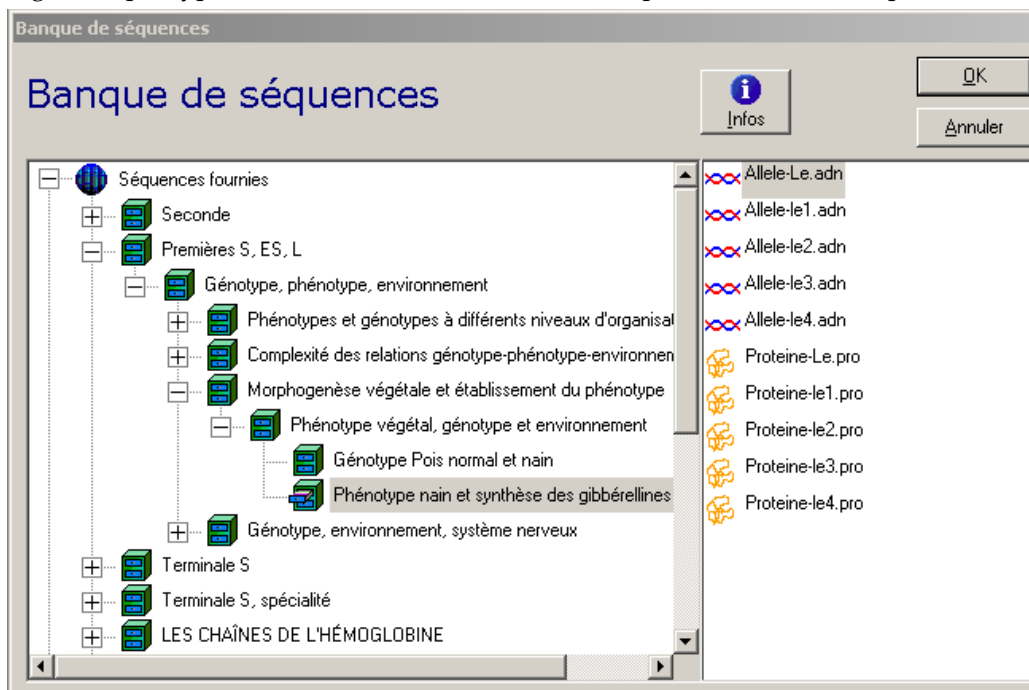 Banque de séquences
Banque de séquences
Infos
OK
Annuler
Séquences fournies
Seconde
Premières S, ES, L
Génotype, phénotype, environnement
Phénotypes et génotypes à différents niveaux d'organisat
Complexité des relations génotype-phénotype-environnen
Morphogenèse végétale et établissement du phénotype
Phénotype végétal, génotype et environnement
Génotype Pois normal et nain
Phénotype nain et synthèse des gibbérellines
Génotype, environnement, système nerveux
Terminale S
Terminale S, spécialité
LES CHAÎNES DE L'HÉMOGLOBINE
Allele-Le.adn
Allele-le1.adn
Allele-le2.adn
Allele-le3.adn
Allele-le4.adn
Proteine-Le.pro
Proteine-le1.pro
Proteine-le2.pro
Proteine-le3.pro
Proteine-le4.pro